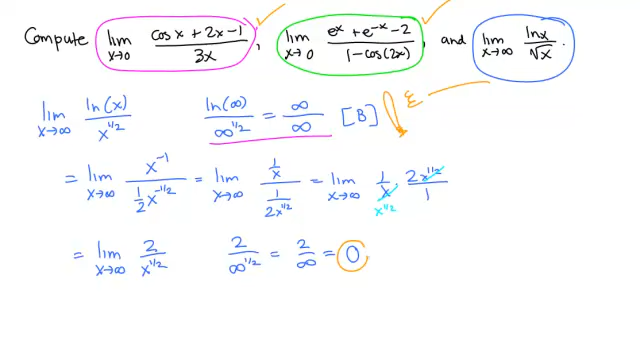 Compute lim x→0 (cos x + 2x − 1)/(3x), lim x→0 (e^x + e^−x − 2)/(1 − cos(2x)), and lim x→∞ ln x/√x.
lim x→∞ ln(x)/x^1/2    ln(∞)/∞^1/2 = ∞/∞ [B]
= lim x→∞ x^−1/(1/2 x^−1/2) = lim x→∞ (1/x)/(1/(2x^1/2)) = lim x→∞ 1/x · 2x^1/2/1    x^1/2
= lim x→∞ 2/x^1/2    2/∞^1/2 = 2/∞ = 0